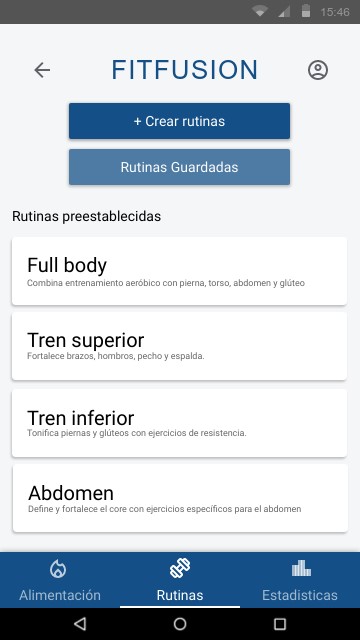 15:46
FITFUSION
+ Crear rutinas
Rutinas Guardadas
Rutinas preestablecidas
Full body
Combina entrenamiento aeróbico con pierna, torso, abdomen y glúteo
Tren superior
Fortalece brazos, hombros, pecho y espalda.
Tren inferior
Tonifica piernas y glúteos con ejercicios de resistencia.
Abdomen
Define y fortalece el core con ejercicios específicos para el abdomen
Alimentación
Rutinas
Estadisticas